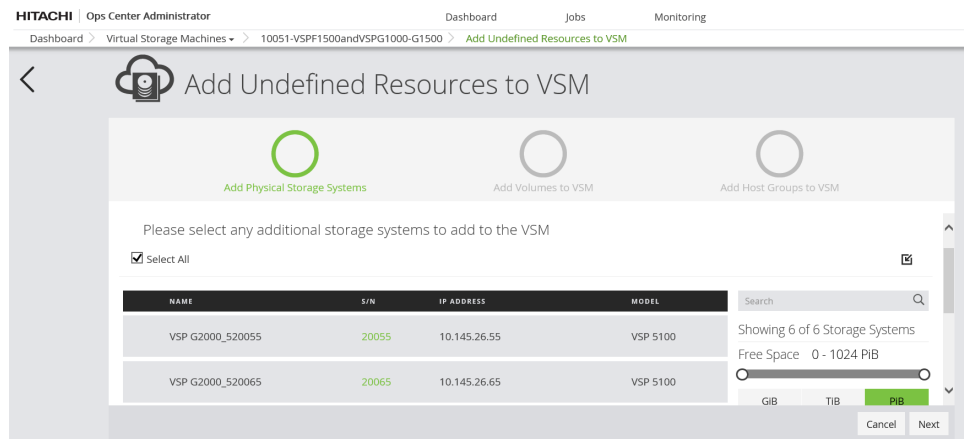 HITACHI Ops Center Administrator Dashboard Jobs Monitoring
Dashboard > Virtual Storage Machines > 10051-VSPF1500andVSPG1000-G1500 > Add Undefined Resources to VSM
Add Undefined Resources to VSM
Add Physical Storage Systems Add Volumes to VSM Add Host Groups to VSM
Please select any additional storage systems to add to the VSM
Select All
NAME S/N IP ADDRESS MODEL
VSP G2000_520055 20055 10.145.26.55 VSP 5100
VSP G2000_520065 20065 10.145.26.65 VSP 5100
Search
Showing 6 of 6 Storage Systems
Free Space 0 - 1024 PiB
GiB TiB PiB
Cancel Next